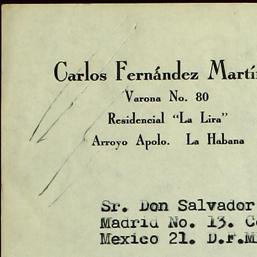 Carlos Fernández Martí
Varona No. 80
Residencial "La Lira"
Arroyo Apolo. La Habana
Sr. Don Salvador
Madrid No. 13. C
Mexico 21. D.F.M